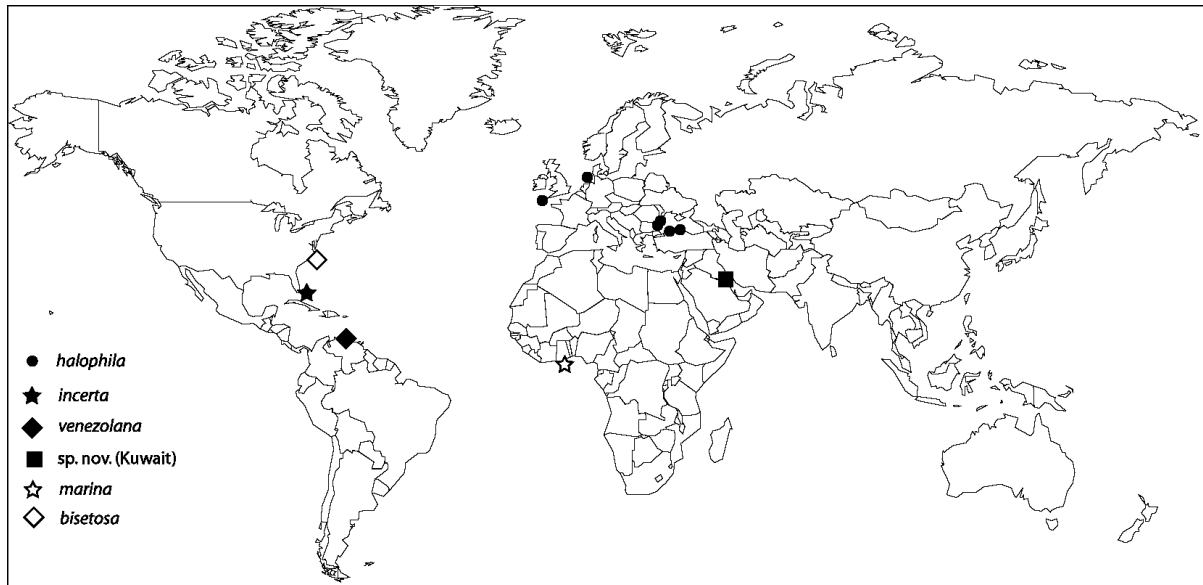 halophila
incerta
venezolana
sp. nov. (Kuwait)
marina
bisetosa